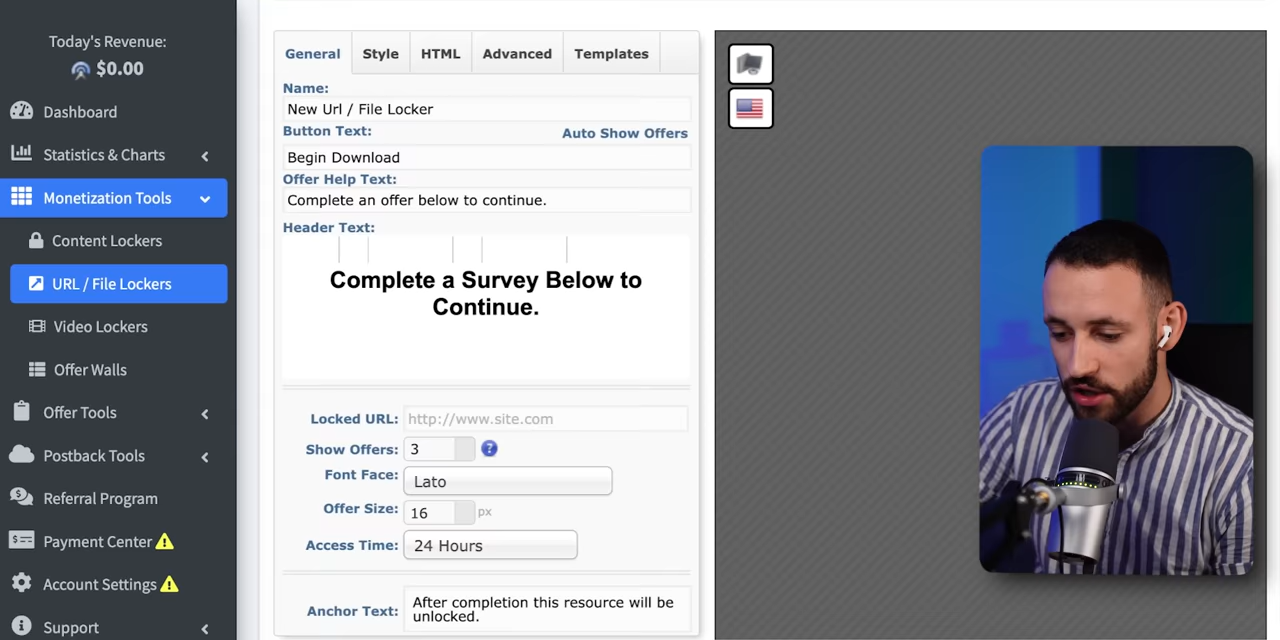 Today's Revenue:
$0.00
Dashboard
Statistics & Charts
Monetization Tools
Content Lockers
URL / File Lockers
Video Lockers
Offer Walls
Offer Tools
Postback Tools
Referral Program
Payment Center
Account Settings
Support
General Style HTML Advanced Templates
Name:
New Url / File Locker
Button Text: Auto Show Offers
Begin Download
Offer Help Text:
Complete an offer below to continue.
Header Text:
Complete a Survey Below to
Continue.
Locked URL: http://www.site.com
Show Offers: 3 ?
Font Face: Lato
Offer Size: 16 px
Access Time: 24 Hours
Anchor Text: After completion this resource will be
unlocked.